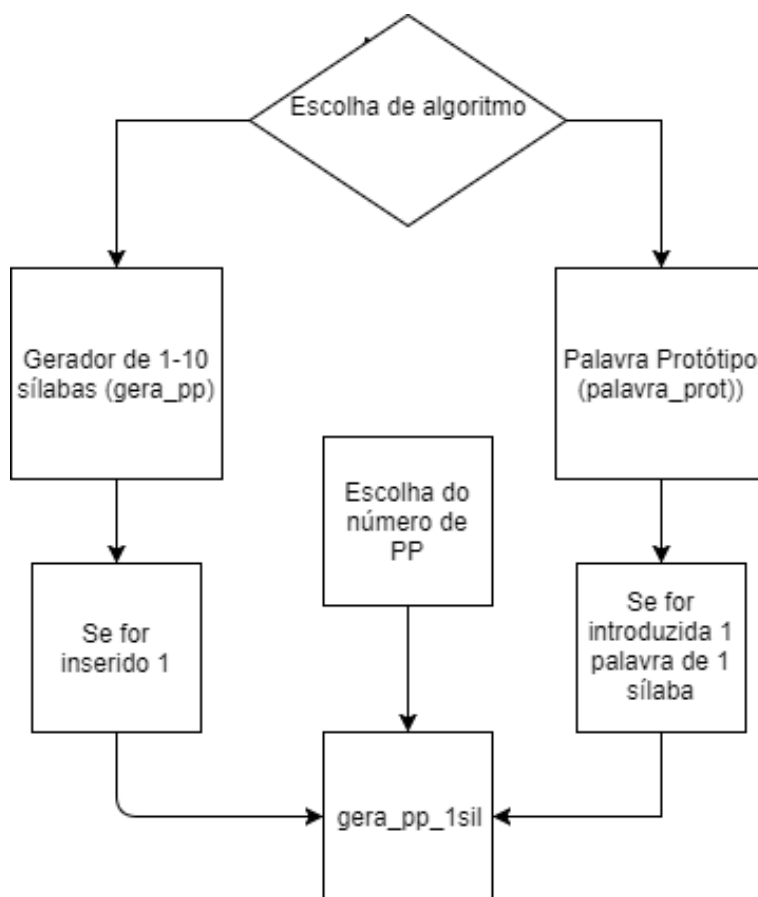 Escolha de algoritmo
Gerador de 1-10
sílabas (gera_pp)
Palavra Protótipo
(palavra_prot))
Escolha do
número de
PP
Se for
inserido 1
Se for
introduzida 1
palavra de 1
sílaba
gera_pp_1sil